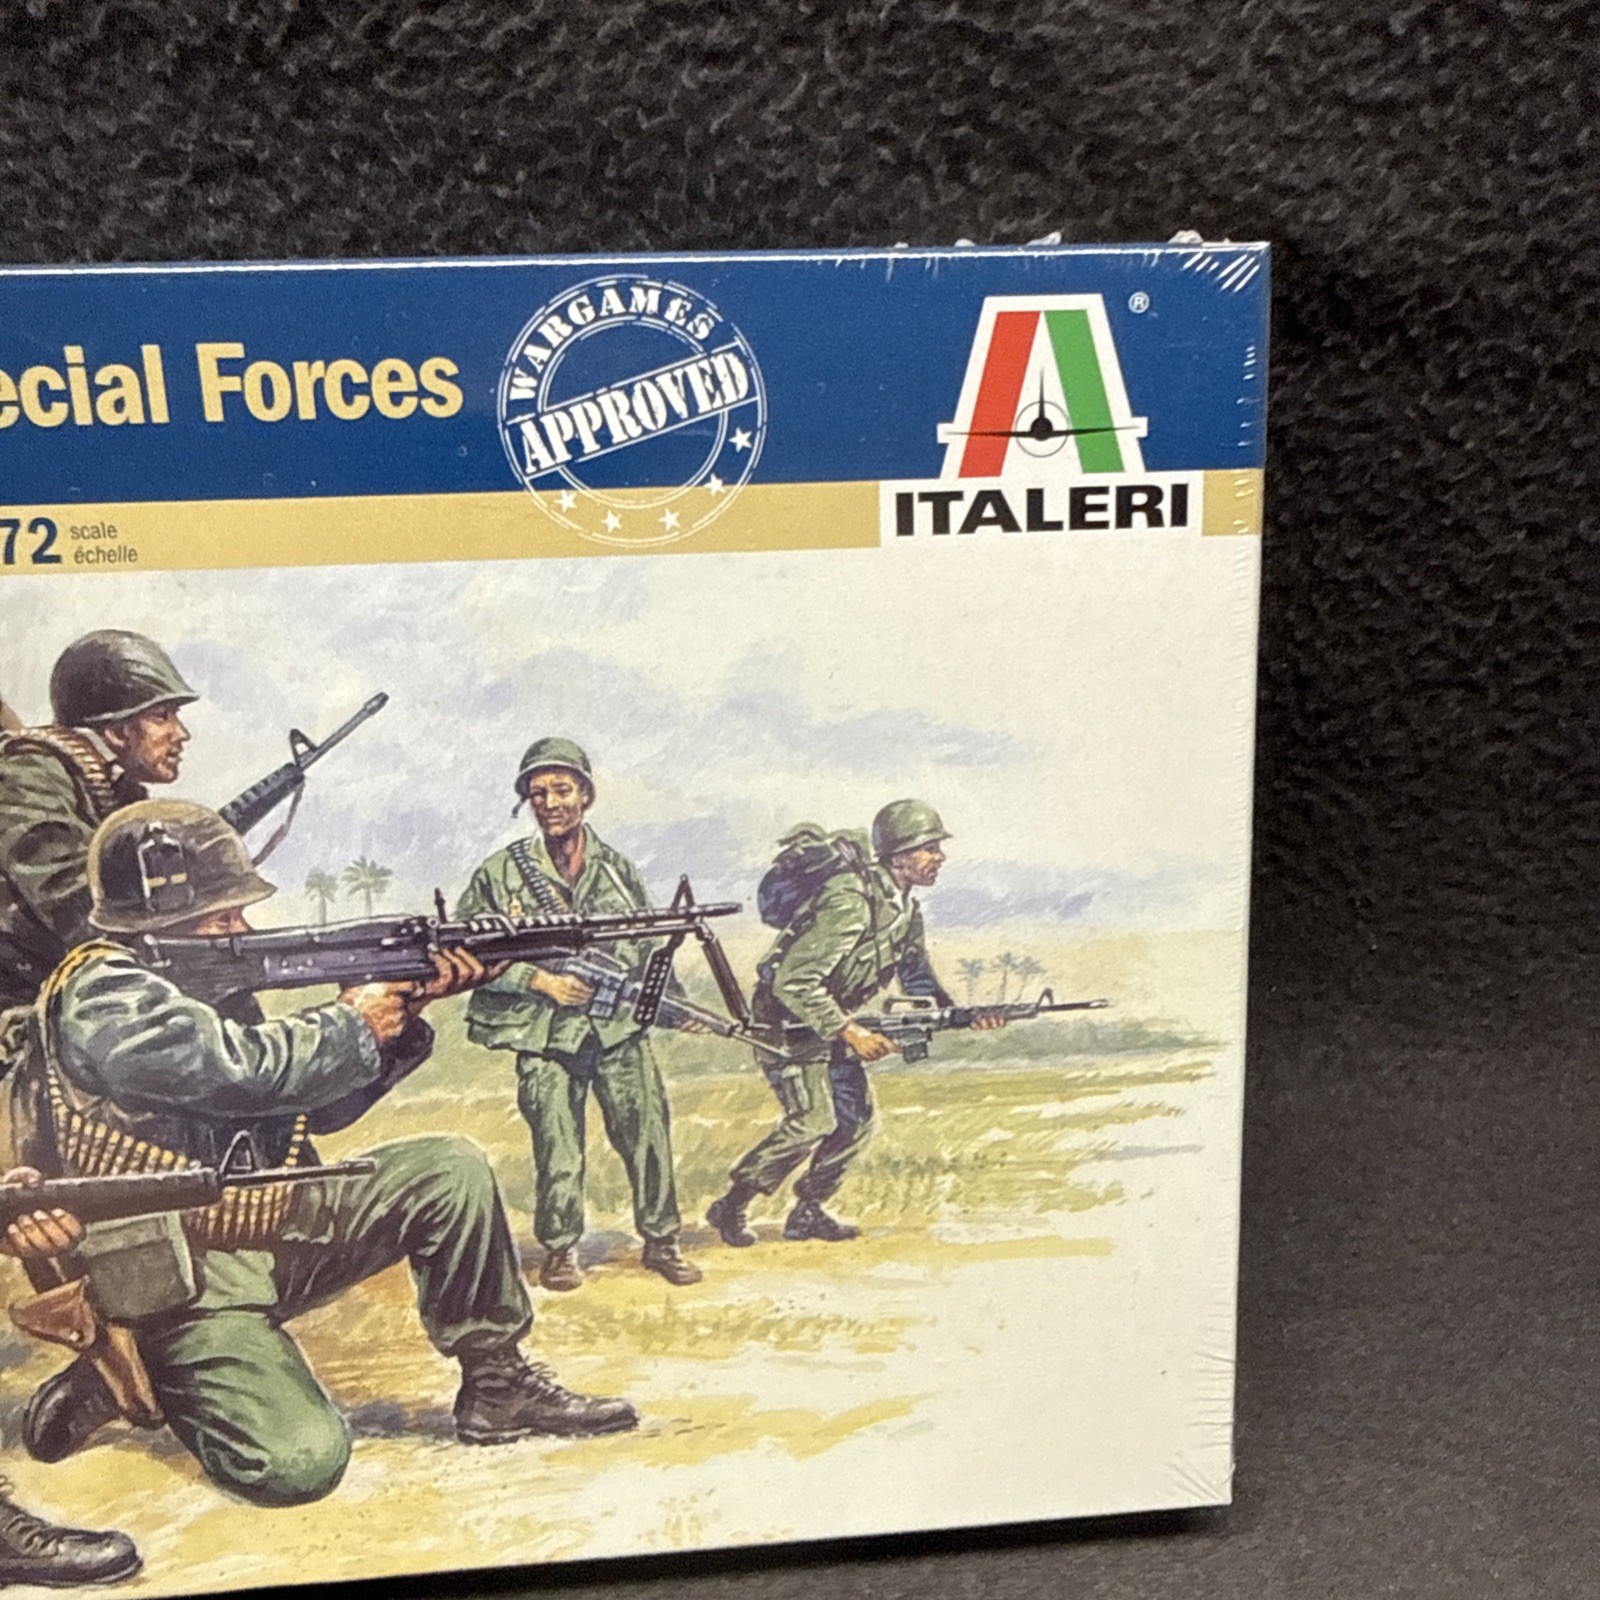 ecial Forces
WARGAMES
APPROVED
®
ITALERI
72 scale
échelle